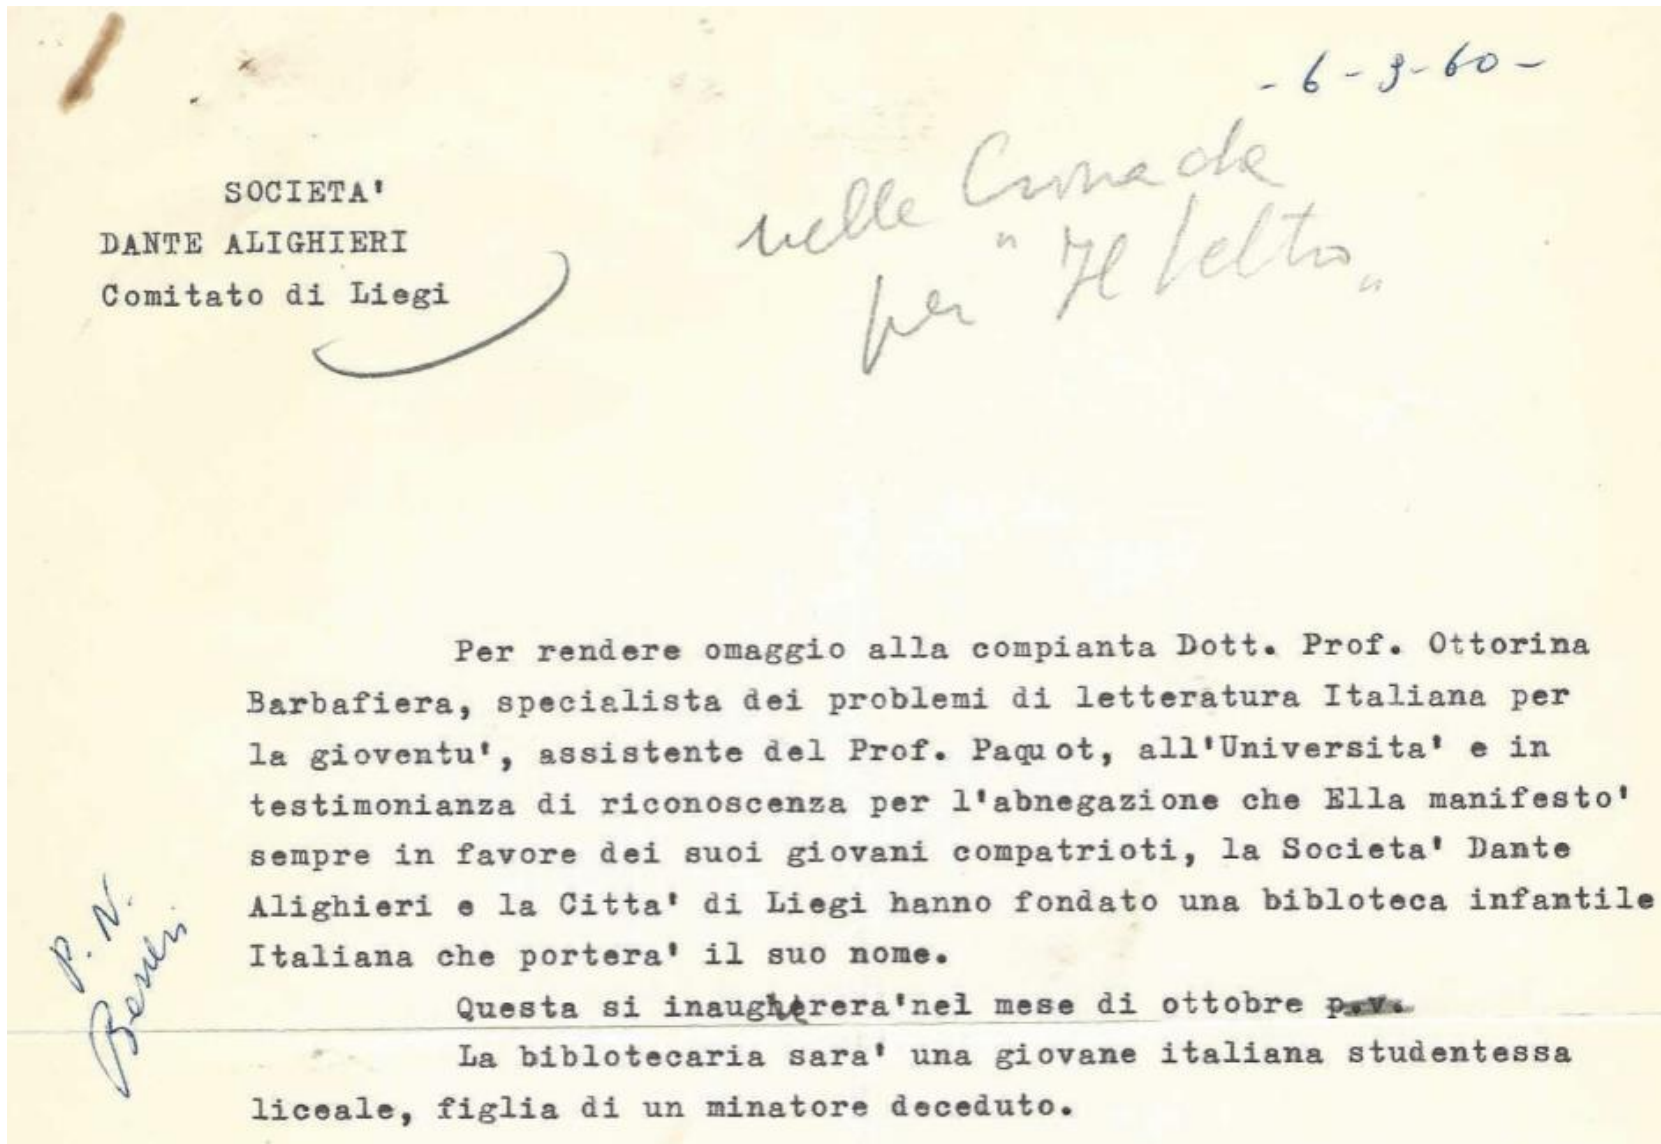 - 6 - 9 - 60 -
nella Cronaca
per "Il Veltro"
SOCIETA'
DANTE ALIGHIERI
Comitato di Liegi
Per rendere omaggio alla compianta Dott. Prof. Ottorina
Barbafiera, specialista dei problemi di letteratura Italiana per
la gioventu', assistente del Prof. Paquot, all'Universita' e in
testimonianza di riconoscenza per l'abnegazione che Ella manifesto'
sempre in favore dei suoi giovani compatrioti, la Societa' Dante
Alighieri e la Citta' di Liegi hanno fondato una bibloteca infantile
Italiana che portera' il suo nome.
Questa si inaugurera' nel mese di ottobre p.v.
La bibliotecaria sara' una giovane italiana studentessa
liceale, figlia di un minatore deceduto.
P. N.